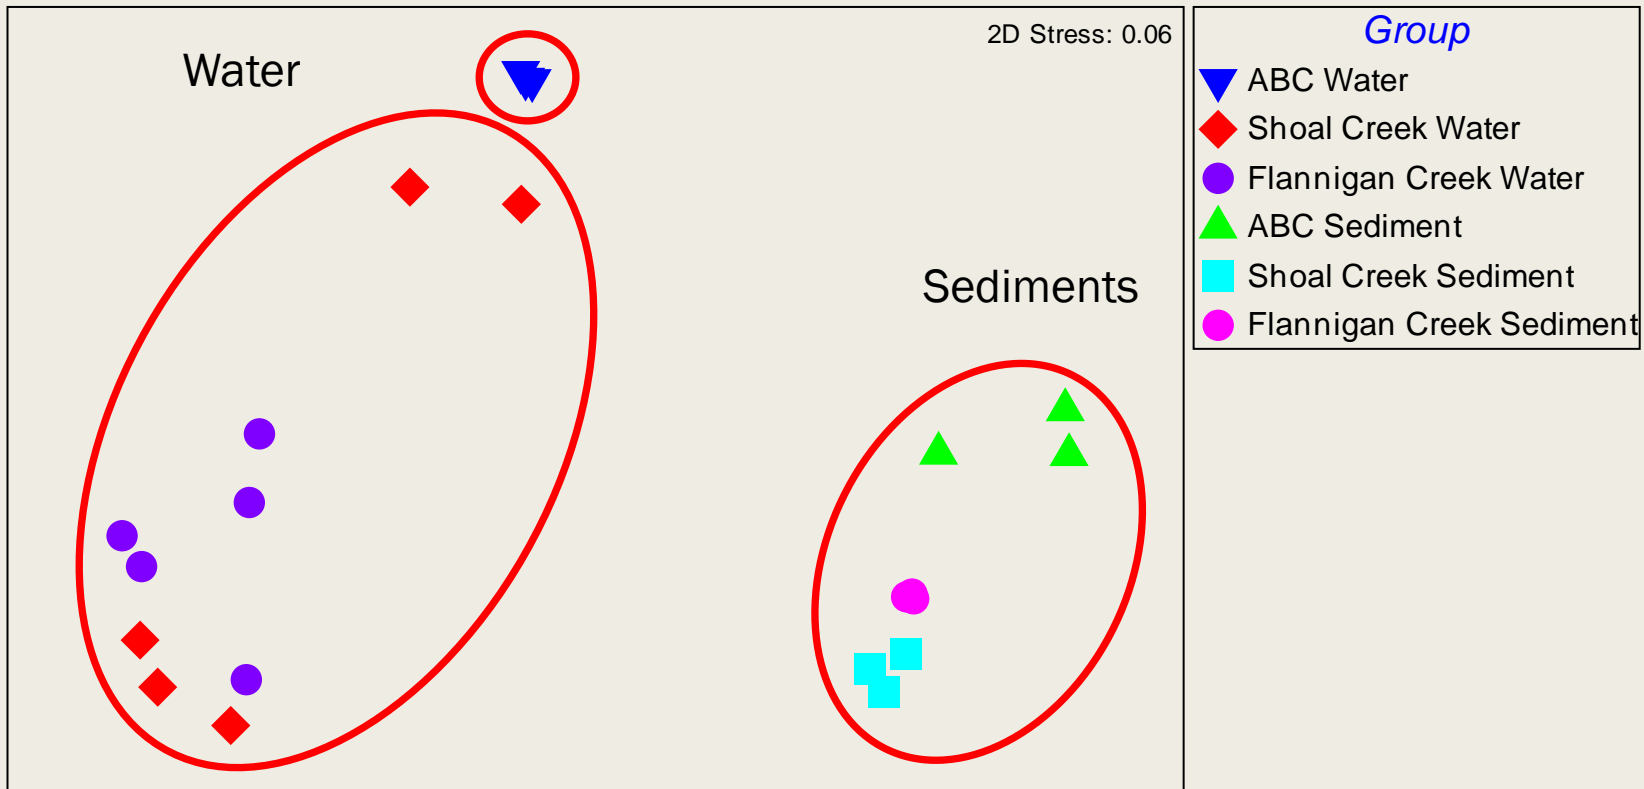 Water
2D Stress: 0.06
Sediments
Group
ABC Water
Shoal Creek Water
Flannigan Creek Water
ABC Sediment
Shoal Creek Sediment
Flannigan Creek Sediment